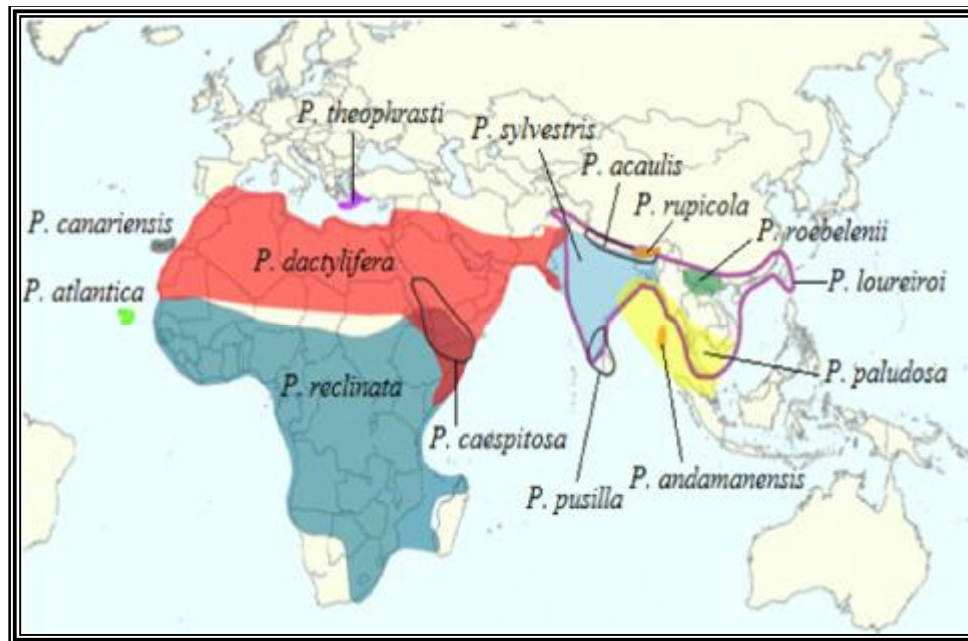 P. theophrasti
P. sylvestris
P. acaulis
P. rupicola
P. canariensis
P. roebelenii
P. dactylifera
P. loureiroi
P. atlantica
P. reclinata
P. paludosa
P. caespitosa
P. andamanensis
P. pusilla